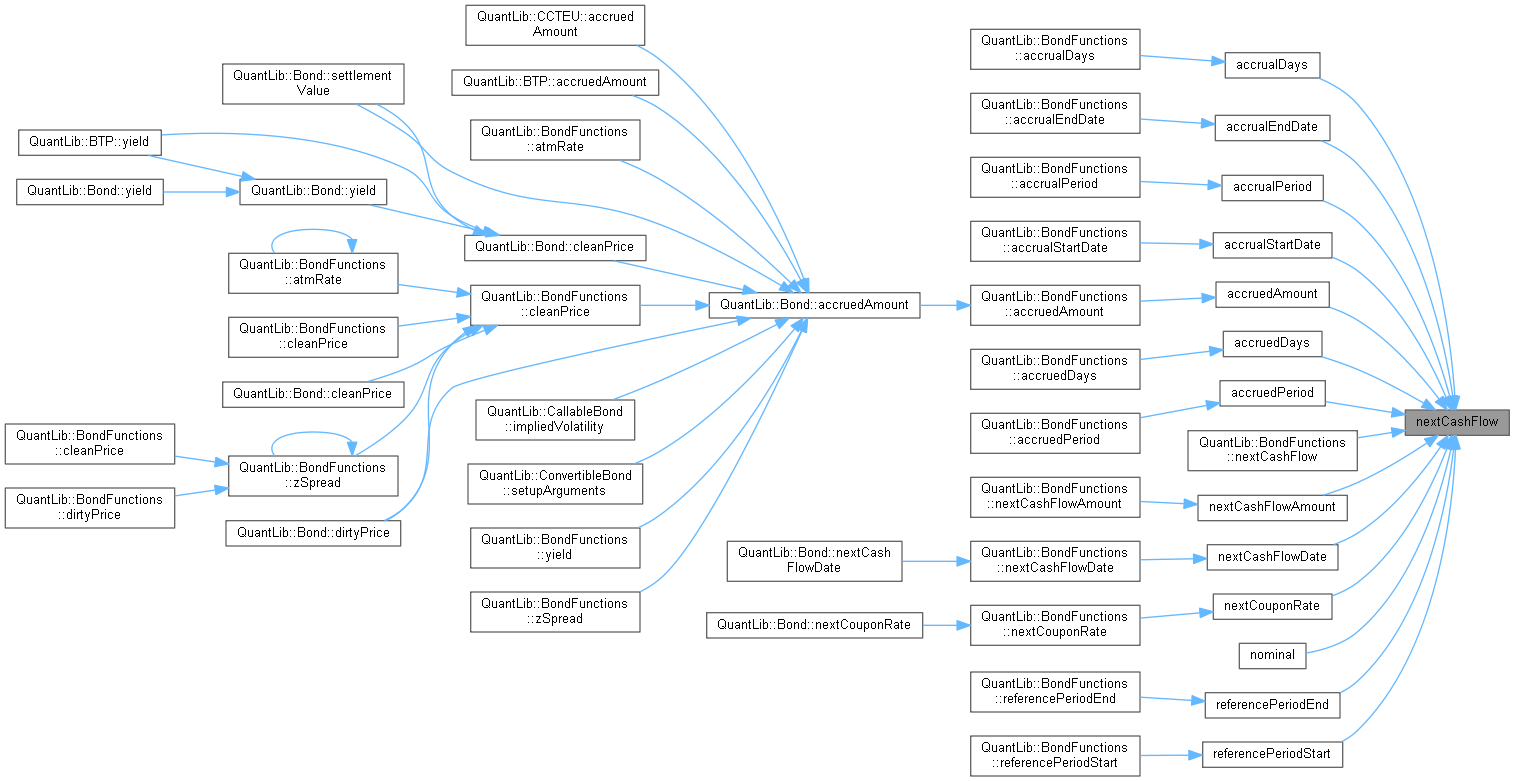 QuantLib::CCTEU::accrued
Amount
QuantLib::Bond::settlement
Value
QuantLib::BTP::accruedAmount
QuantLib::BTP::yield
QuantLib::BondFunctions
::atmRate
QuantLib::Bond::yield
QuantLib::Bond::yield
QuantLib::Bond::cleanPrice
QuantLib::BondFunctions
::atmRate
QuantLib::BondFunctions
::cleanPrice
QuantLib::Bond::accruedAmount
QuantLib::BondFunctions
::cleanPrice
QuantLib::Bond::cleanPrice
QuantLib::CallableBond
::impliedVolatility
QuantLib::BondFunctions
::cleanPrice
QuantLib::BondFunctions
::zSpread
QuantLib::ConvertibleBond
::setupArguments
QuantLib::BondFunctions
::dirtyPrice
QuantLib::Bond::dirtyPrice
QuantLib::BondFunctions
::yield
QuantLib::BondFunctions
::zSpread
QuantLib::Bond::nextCash
FlowDate
QuantLib::Bond::nextCouponRate
QuantLib::BondFunctions
::accrualDays
accrualDays
QuantLib::BondFunctions
::accrualEndDate
accrualEndDate
QuantLib::BondFunctions
::accrualPeriod
accrualPeriod
QuantLib::BondFunctions
::accrualStartDate
accrualStartDate
QuantLib::BondFunctions
::accruedAmount
accruedAmount
QuantLib::BondFunctions
::accruedDays
accruedDays
QuantLib::BondFunctions
::accruedPeriod
accruedPeriod
nextCashFlow
QuantLib::BondFunctions
::nextCashFlow
QuantLib::BondFunctions
::nextCashFlowAmount
nextCashFlowAmount
QuantLib::BondFunctions
::nextCashFlowDate
nextCashFlowDate
QuantLib::BondFunctions
::nextCouponRate
nextCouponRate
nominal
QuantLib::BondFunctions
::referencePeriodEnd
referencePeriodEnd
QuantLib::BondFunctions
::referencePeriodStart
referencePeriodStart